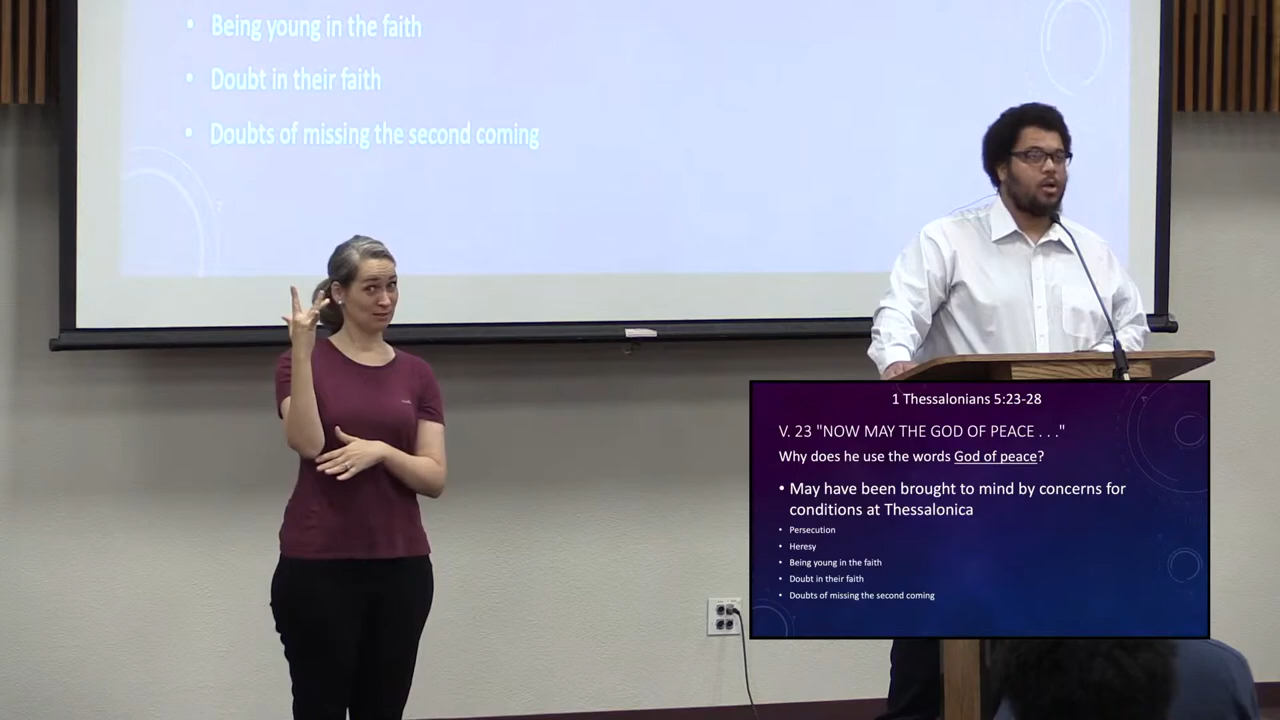 • Being young in the faith
• Doubt in their faith
• Doubts of missing the second coming
1 Thessalonians 5:23-28
V. 23 "NOW MAY THE GOD OF PEACE . . ."
Why does he use the words God of peace?
• May have been brought to mind by concerns for
conditions at Thessalonica
• Persecution
• Heresy
• Being young in the faith
• Doubt in their faith
• Doubts of missing the second coming